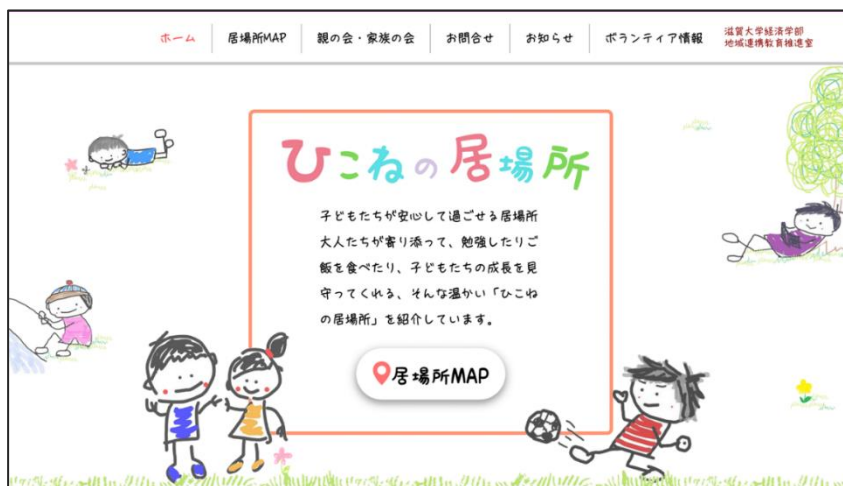 ホーム
居場所MAP
親の会・家族の会
お問合せ
お知らせ
ボランティア情報
滋賀大学経済学部
地域連携教育推進室
ひこねの居場所
子どもたちが安心して過ごせる居場所
大人たちが寄り添って、勉強したりご
飯を食べたり、子どもたちの成長を見
守ってくれる、そんな温かい「ひこね
の居場所」を紹介しています。
居場所MAP